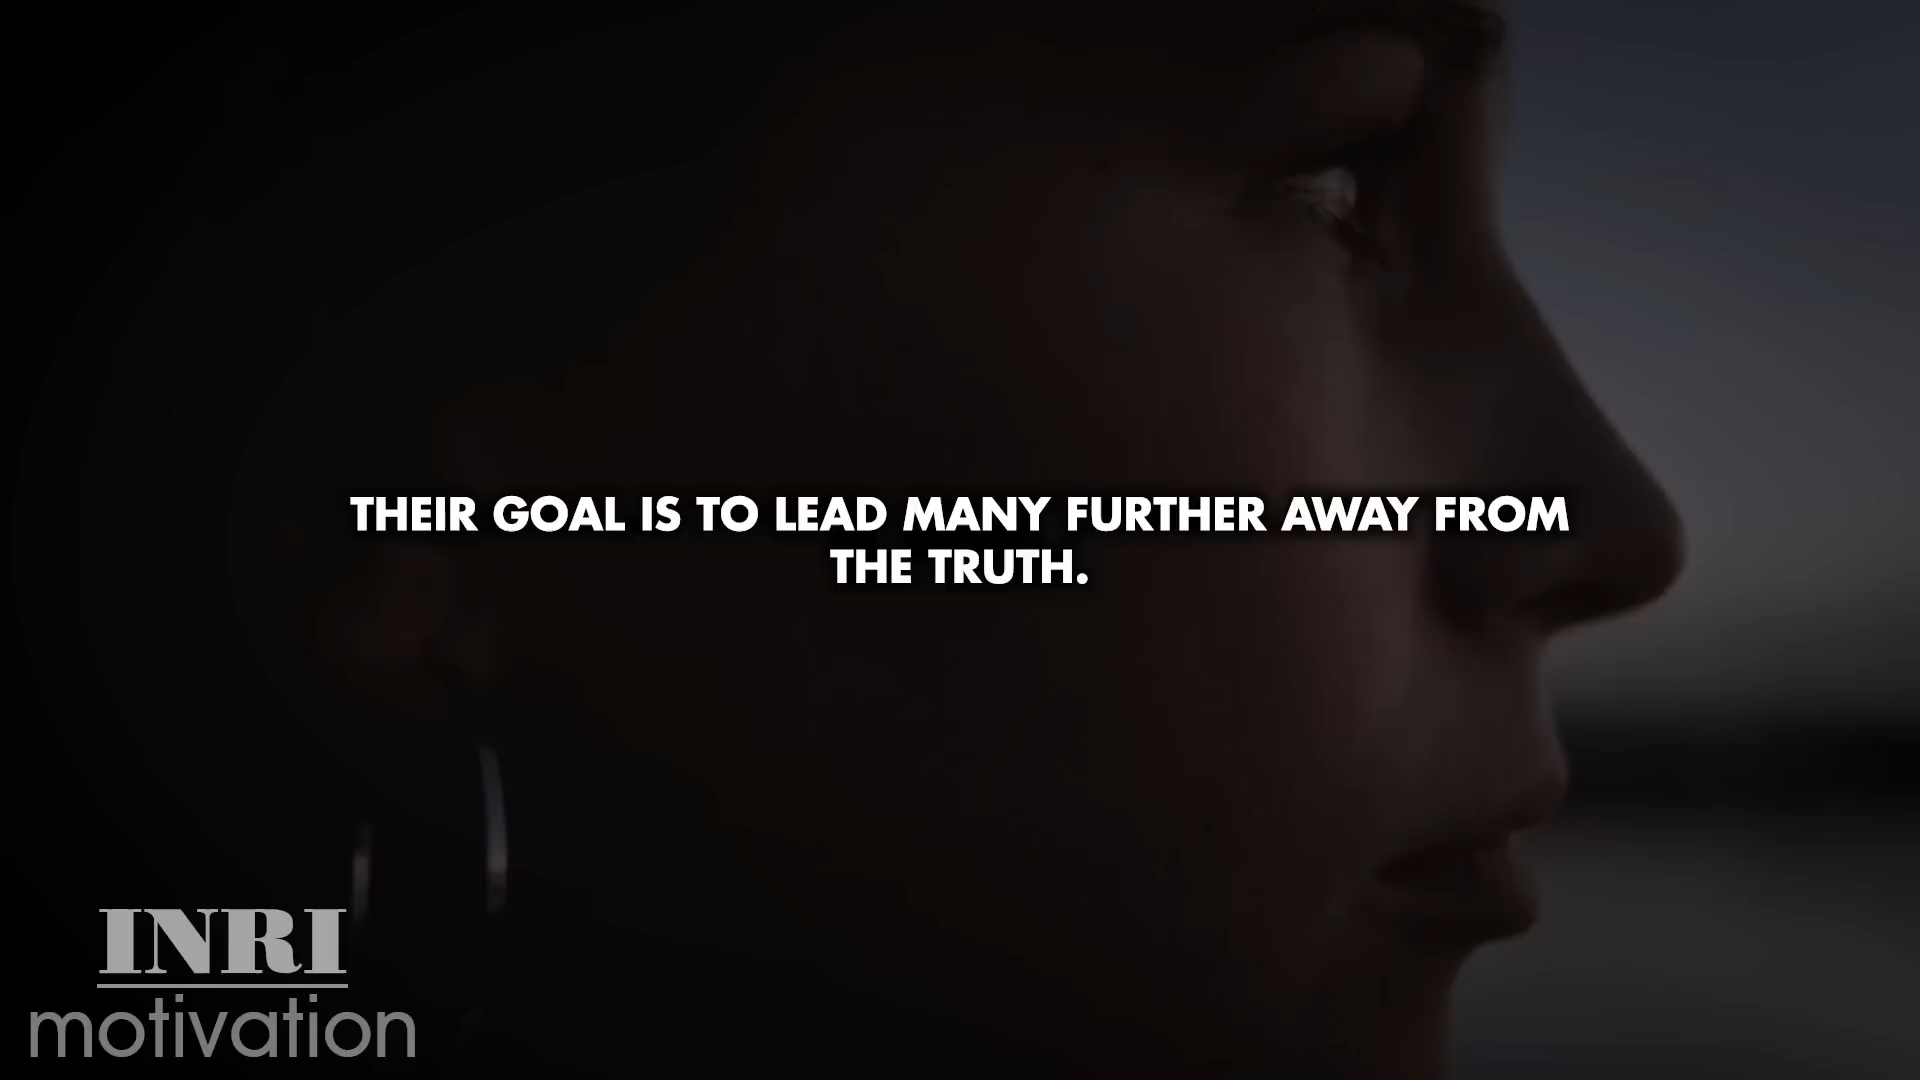 THEIR GOAL IS TO LEAD MANY FURTHER AWAY FROM
THE TRUTH.
INRI
motivation